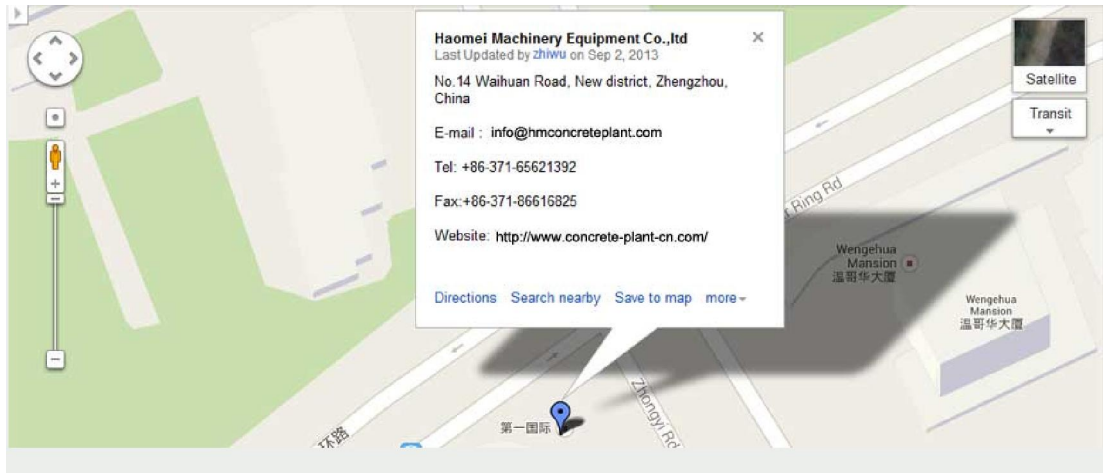 Haomei Machinery Equipment Co.,ltd
Last Updated by zhiwu on Sep 2, 2013
No.14 Waihuan Road, New district, Zhengzhou,
China
E-mail : info@hmconcreteplant.com
Tel: +86-371-65621392
Fax:+86-371-86616825
Website: http://www.concrete-plant-cn.com/
Directions Search nearby Save to map more
Satellite
Transit
Ring Rd
Wengehua
Mansion
温哥华大厦
Wengehua
Mansion
温哥华大厦
Zhongyi Rd
第一国际
环路